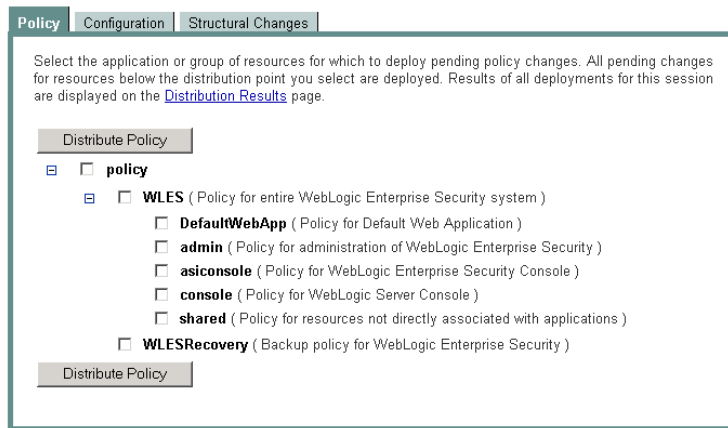 Policy Configuration Structural Changes
Select the application or group of resources for which to deploy pending policy changes. All pending changes
for resources below the distribution point you select are deployed. Results of all deployments for this session
are displayed on the Distribution Results page.
Distribute Policy
policy
WLES ( Policy for entire WebLogic Enterprise Security system )
DefaultWebApp ( Policy for Default Web Application )
admin ( Policy for administration of WebLogic Enterprise Security )
asiconsole ( Policy for WebLogic Enterprise Security Console )
console ( Policy for WebLogic Server Console )
shared ( Policy for resources not directly associated with applications )
WLESRecovery ( Backup policy for WebLogic Enterprise Security )
Distribute Policy